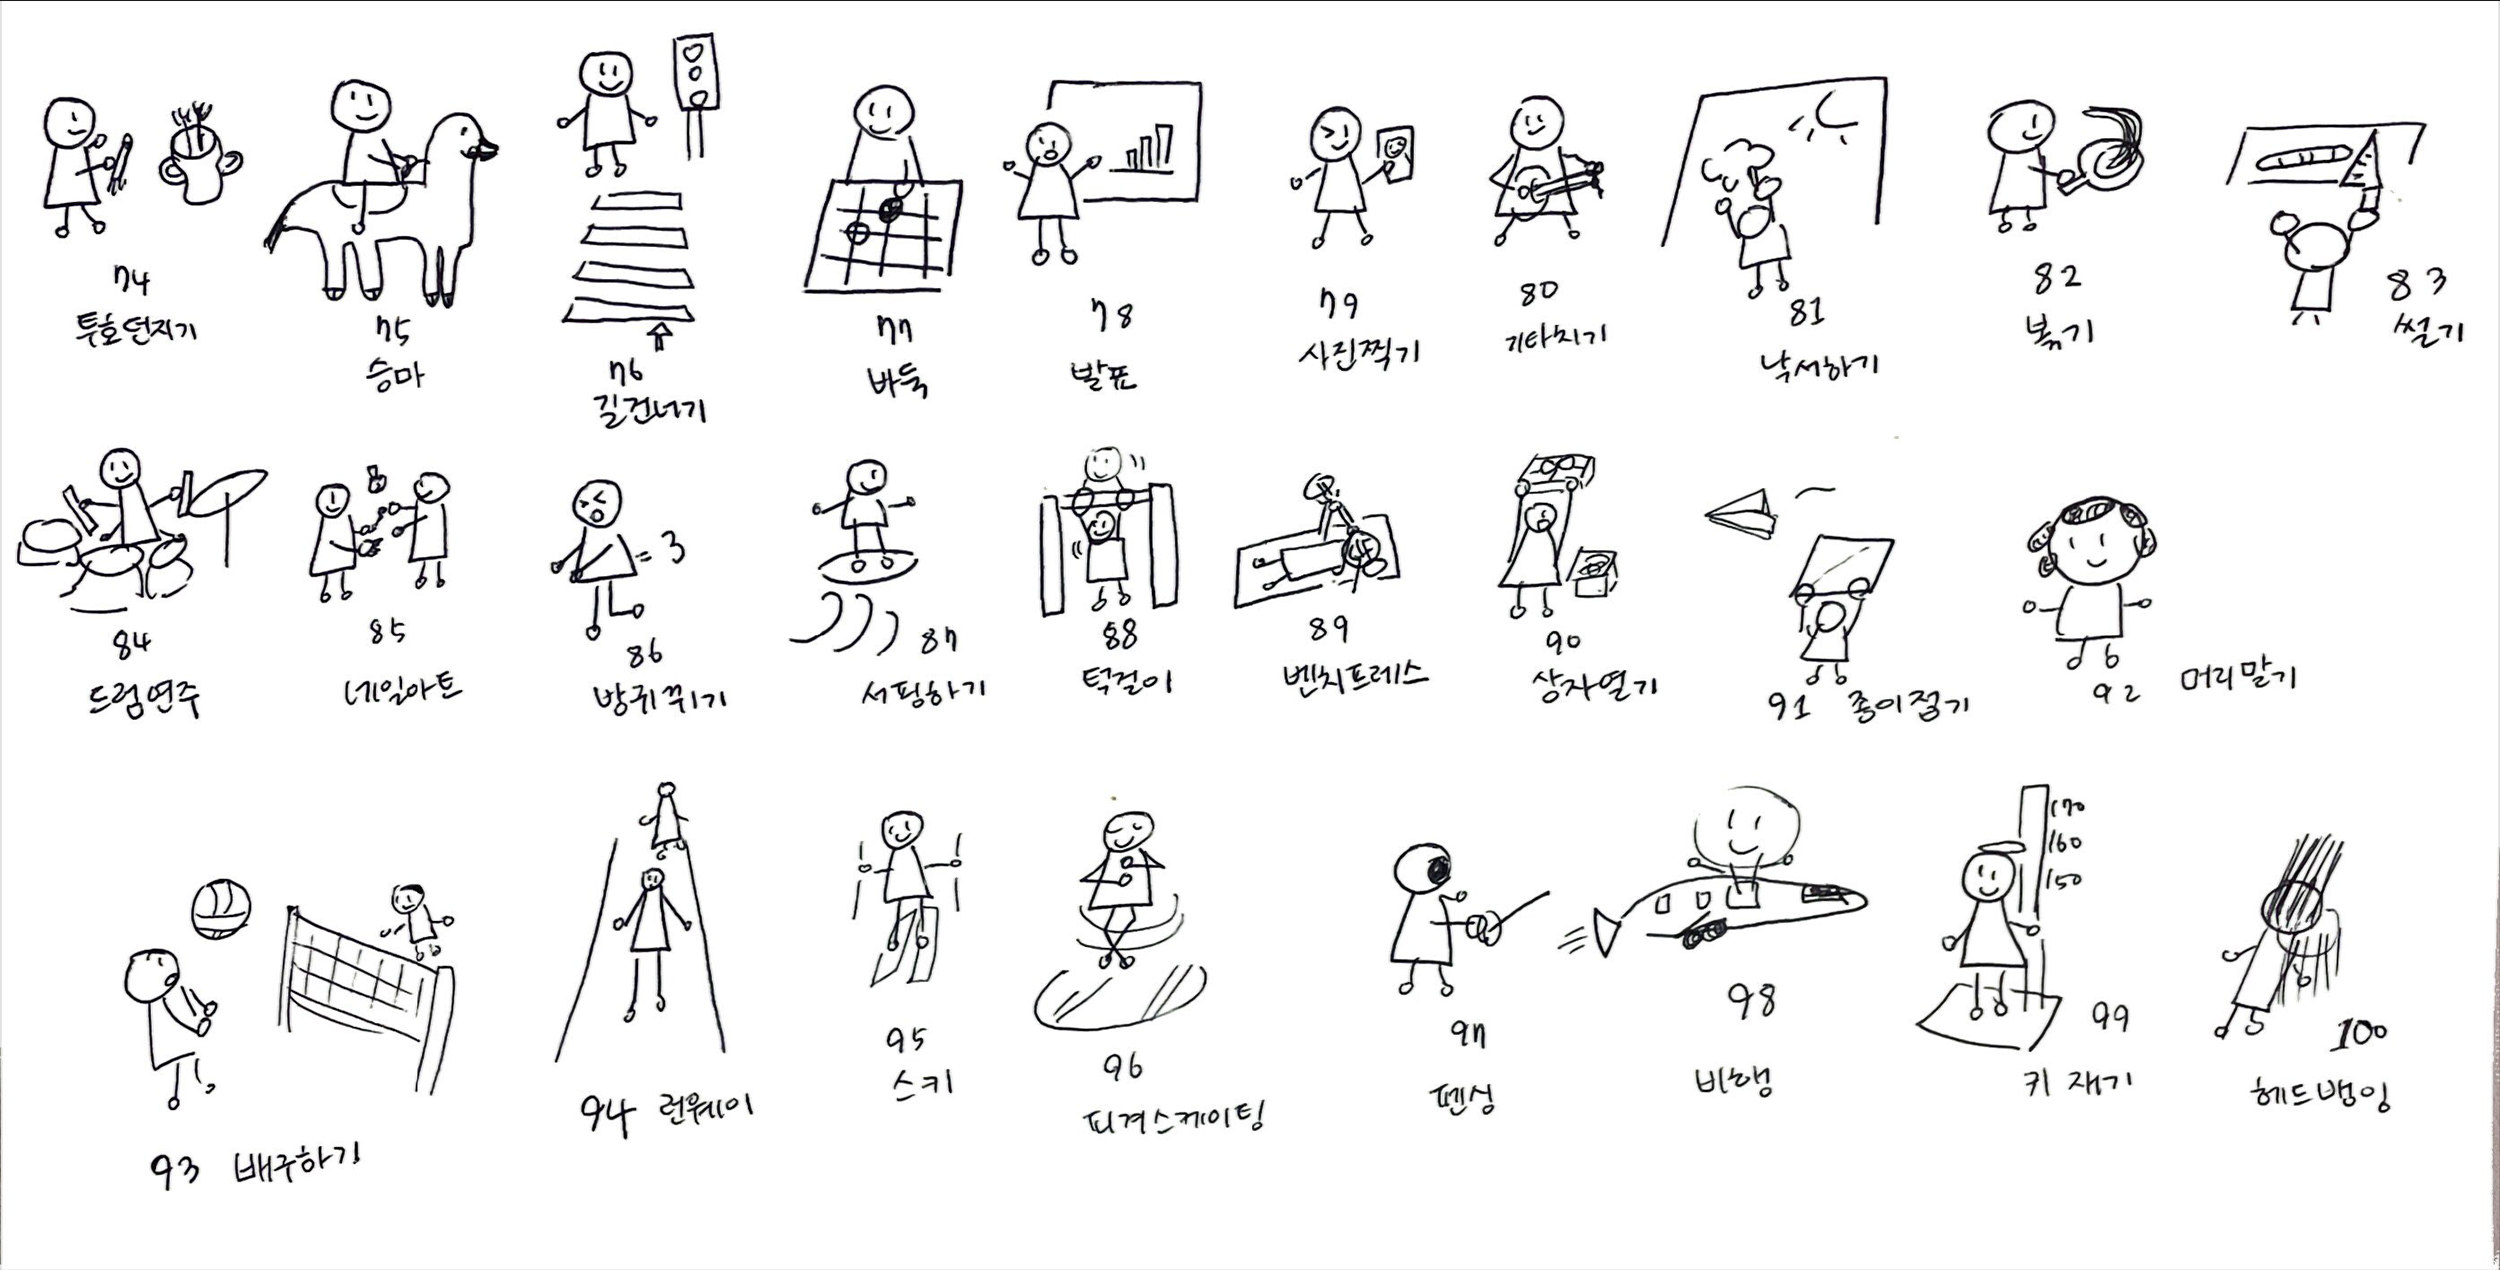 74
투호던지기
75
승마
76
길건너기
77
바둑
78
발표
79
사진찍기
80
기타치기
81
낙서하기
82
볶기
83
썰기
84
드럼연주
85
네일아트
86
방귀뀌기
87
서핑하기
88
턱걸이
89
벤치프레스
90
상자열기
91 종이접기
92 머리말기
93 배구하기
94 런웨이
95
스키
96
피겨스케이팅
97
펜싱
98
비행
170
160
150
99
키 재기
100
헤드뱅잉